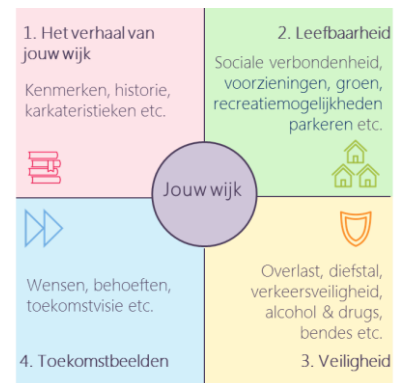 1. Het verhaal van
jouw wijk
Kenmerken, historie,
karkateristieken etc.
2. Leefbaarheid
Sociale verbondenheid,
voorzieningen, groen,
recreatiemogelijkheden
parkeren etc.
Jouw wijk
Wensen, behoeften,
toekomstvisie etc.
4. Toekomstbeelden
Overlast, diefstal,
verkeersveiligheid,
alcohol & drugs,
bendes etc.
3. Veiligheid